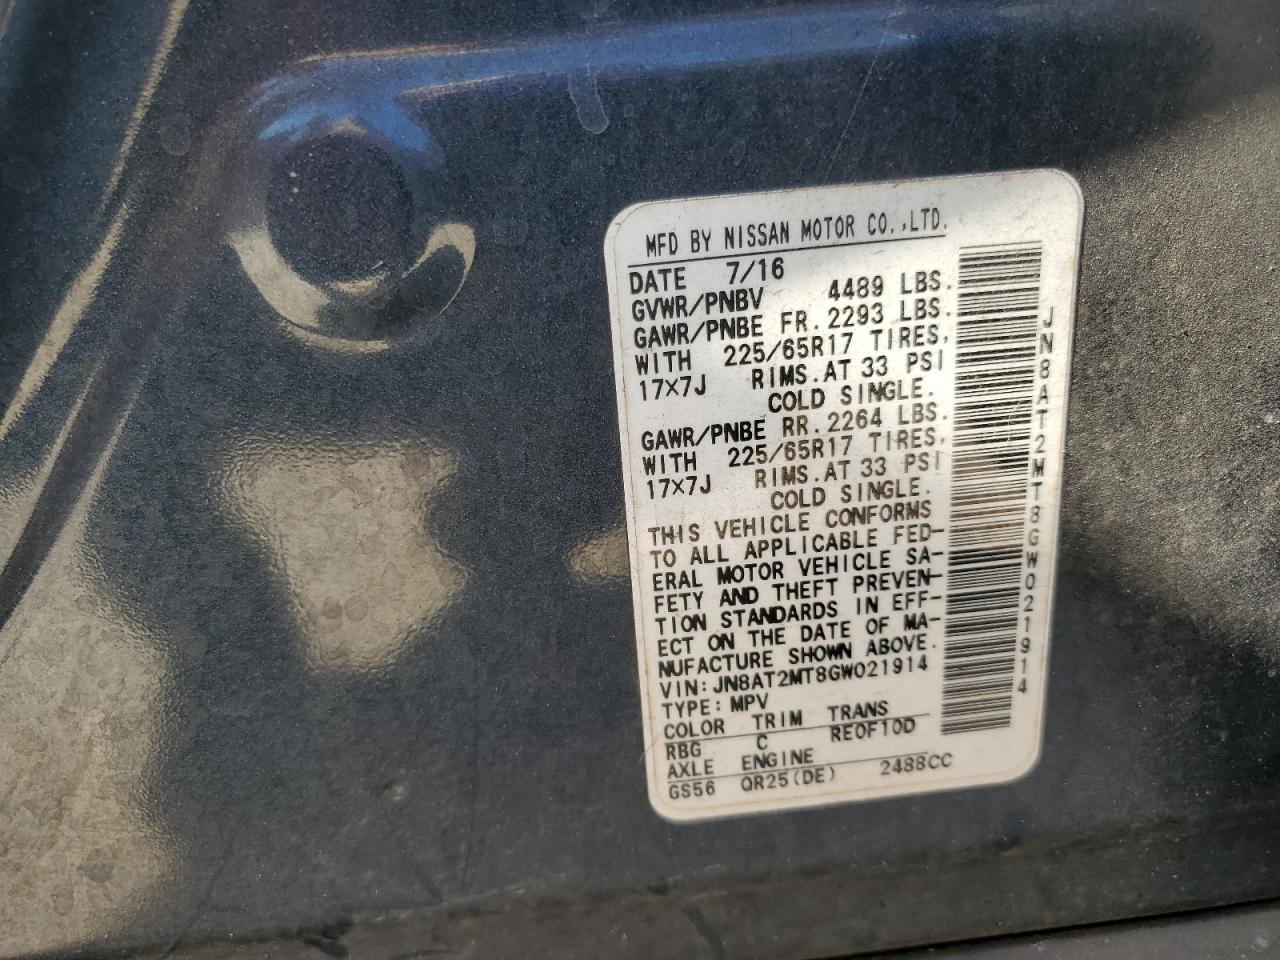 MFD BY NISSAN MOTOR CO.,LTD.
DATE 7/16
GVWR/PNBV 4489 LBS.
GAWR/PNBE FR. 2293 LBS.
WITH 225/65R17 TIRES,
17×7J RIMS.AT 33 PSI
COLD SINGLE.
GAWR/PNBE RR. 2264 LBS.
WITH 225/65R17 TIRES,
17×7J RIMS.AT 33 PSI
COLD SINGLE.
THIS VEHICLE CONFORMS
TO ALL APPLICABLE FED-
ERAL MOTOR VEHICLE SA-
FETY AND THEFT PREVEN-
TION STANDARDS IN EFF-
ECT ON THE DATE OF MA-
NUFACTURE SHOWN ABOVE.
VIN:JN8AT2MT8GW021914
TYPE:MPV
COLOR TRIM TRANS
RBG C RE0F10D
AXLE ENGINE
GS56 QR25(DE) 2488CC
JN8AT2MT8GW021914